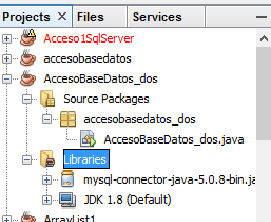 Projects Files Services
Acceso1SqlServer
accesobasedatos
AccesoBaseDatos_dos
Source Packages
accesobasedatos_dos
AccesoBaseDatos_dos.java
Libraries
mysql-connector-java-5.0.8-bin.ja
JDK 1.8 (Default)
ArrayList1